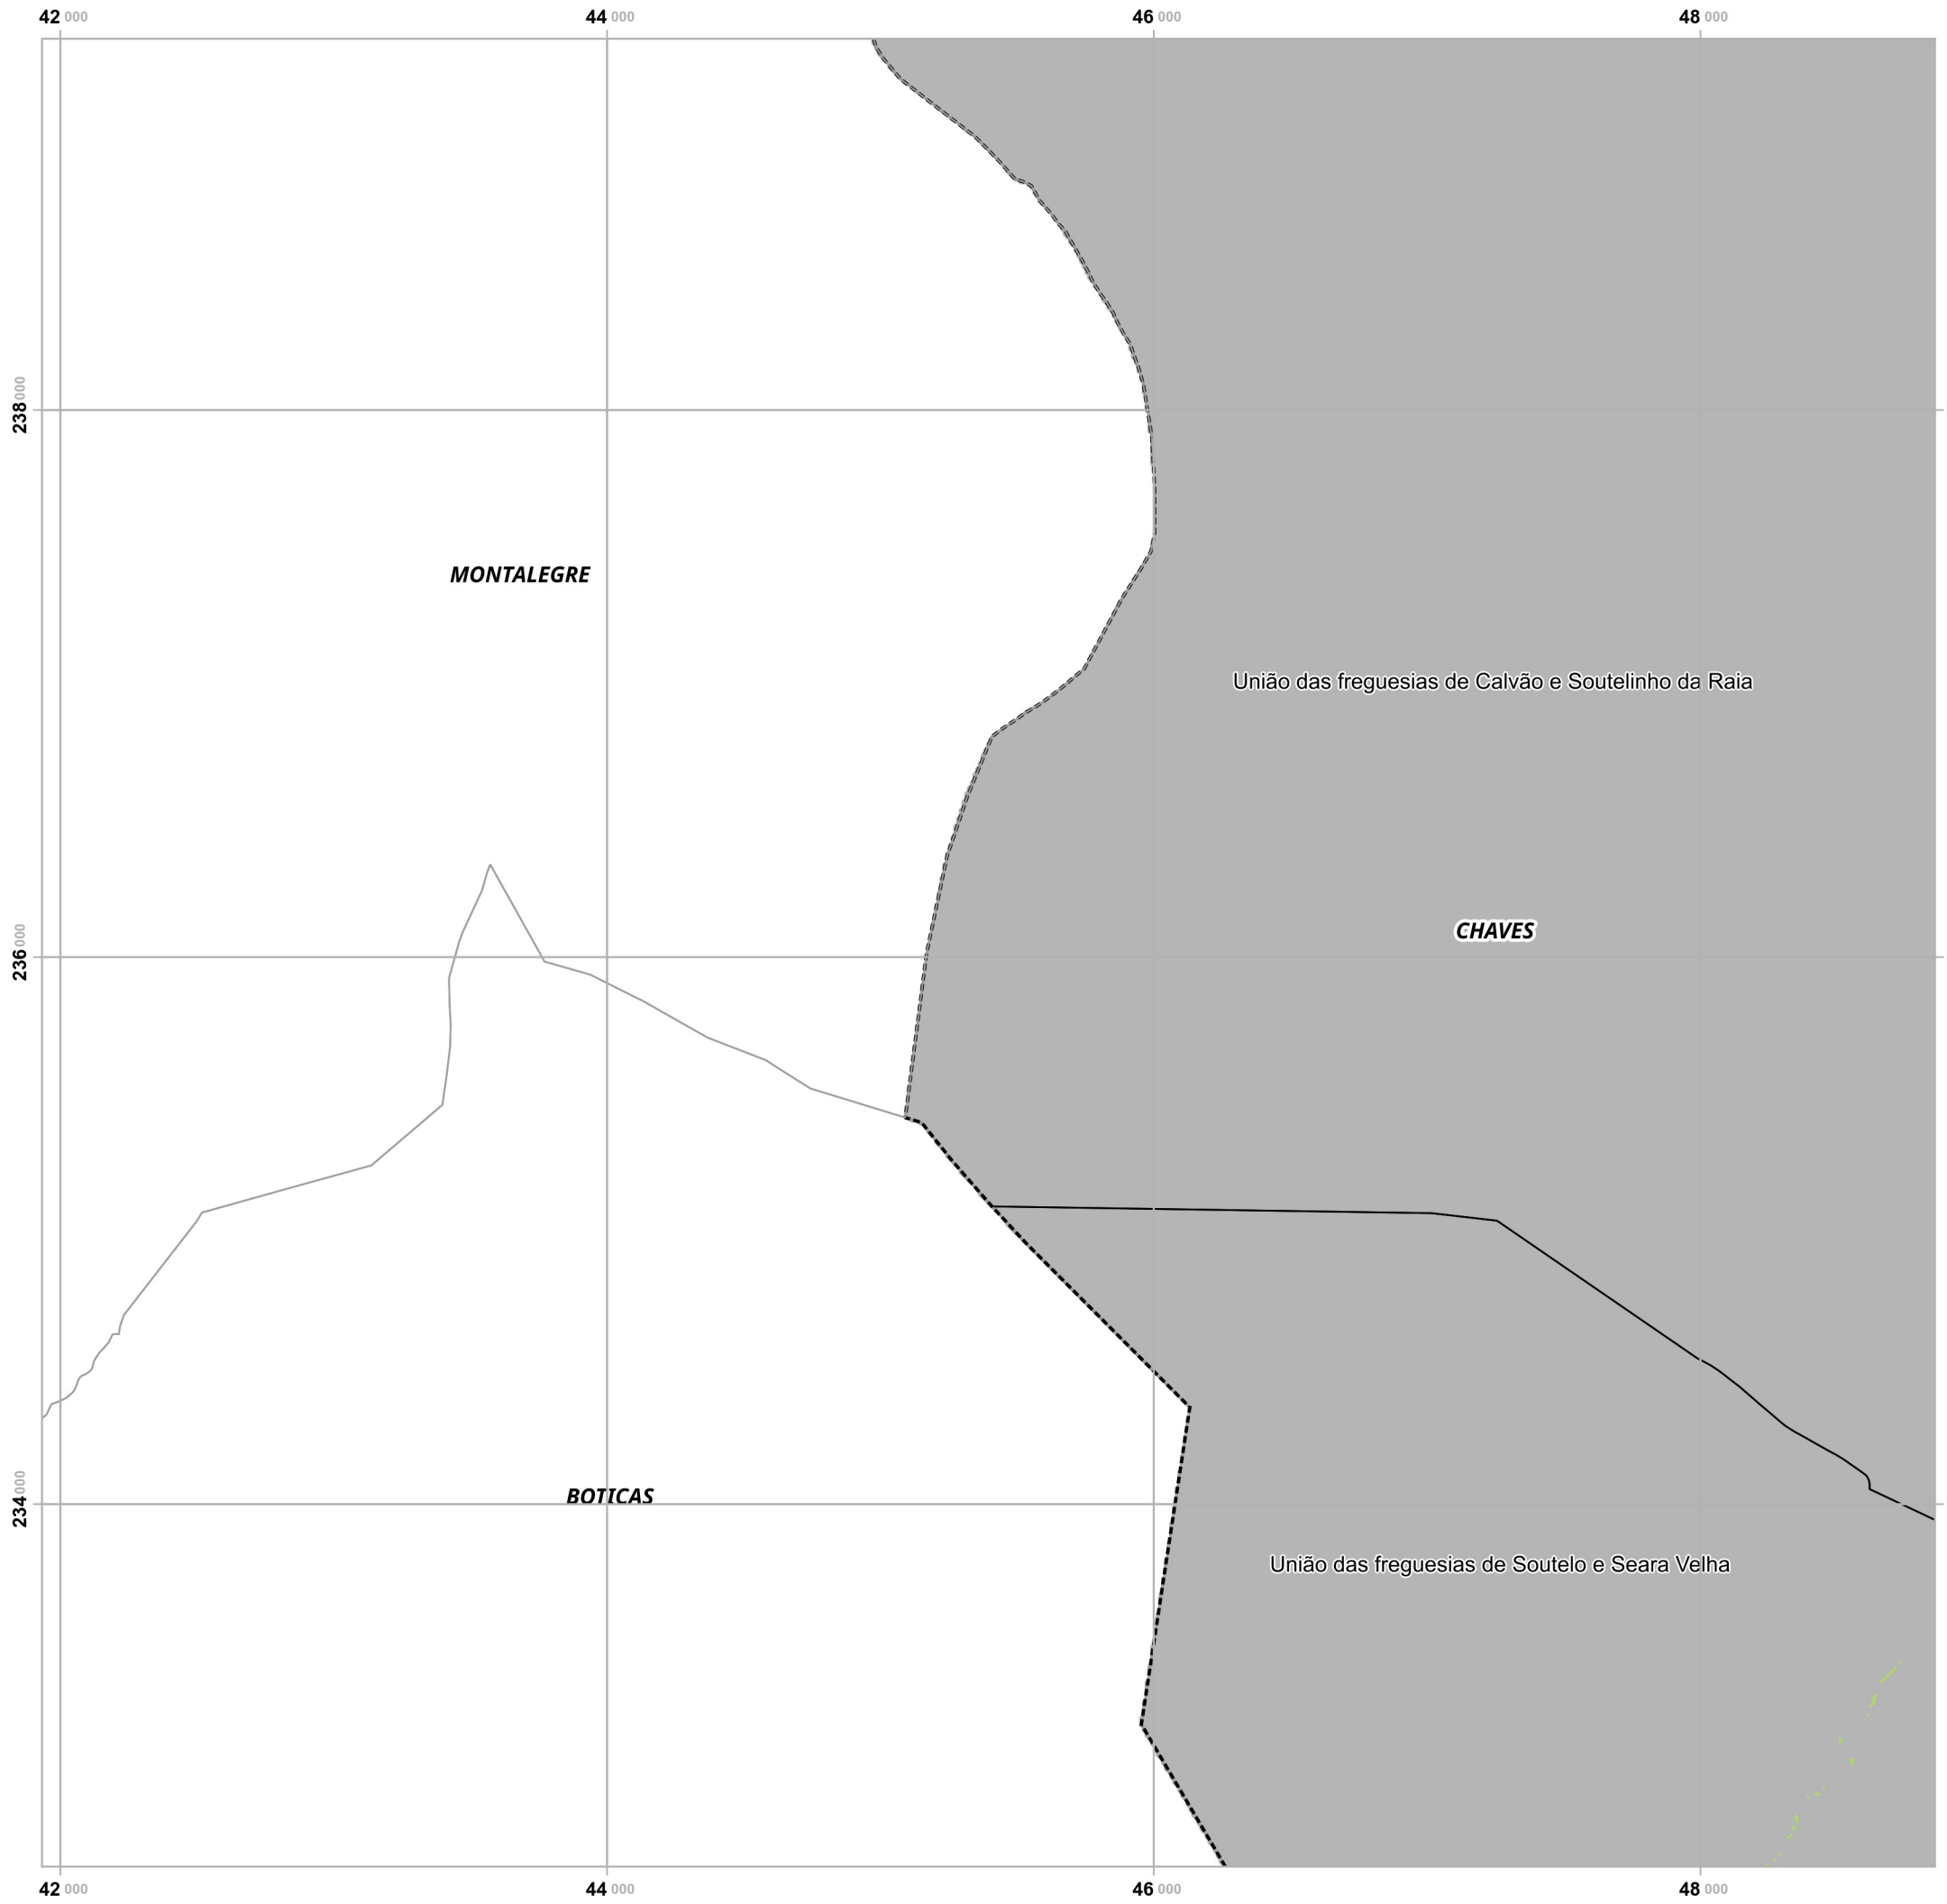 42 000 44 000 46 000 48 000
238 000
MONTALEGRE
União das freguesias de Calvão e Soutelinho da Raia
CHAVES
236 000
BOTICAS
234 000
União das freguesias de Soutelo e Seara Velha
42 000 44 000 46 000 48 000